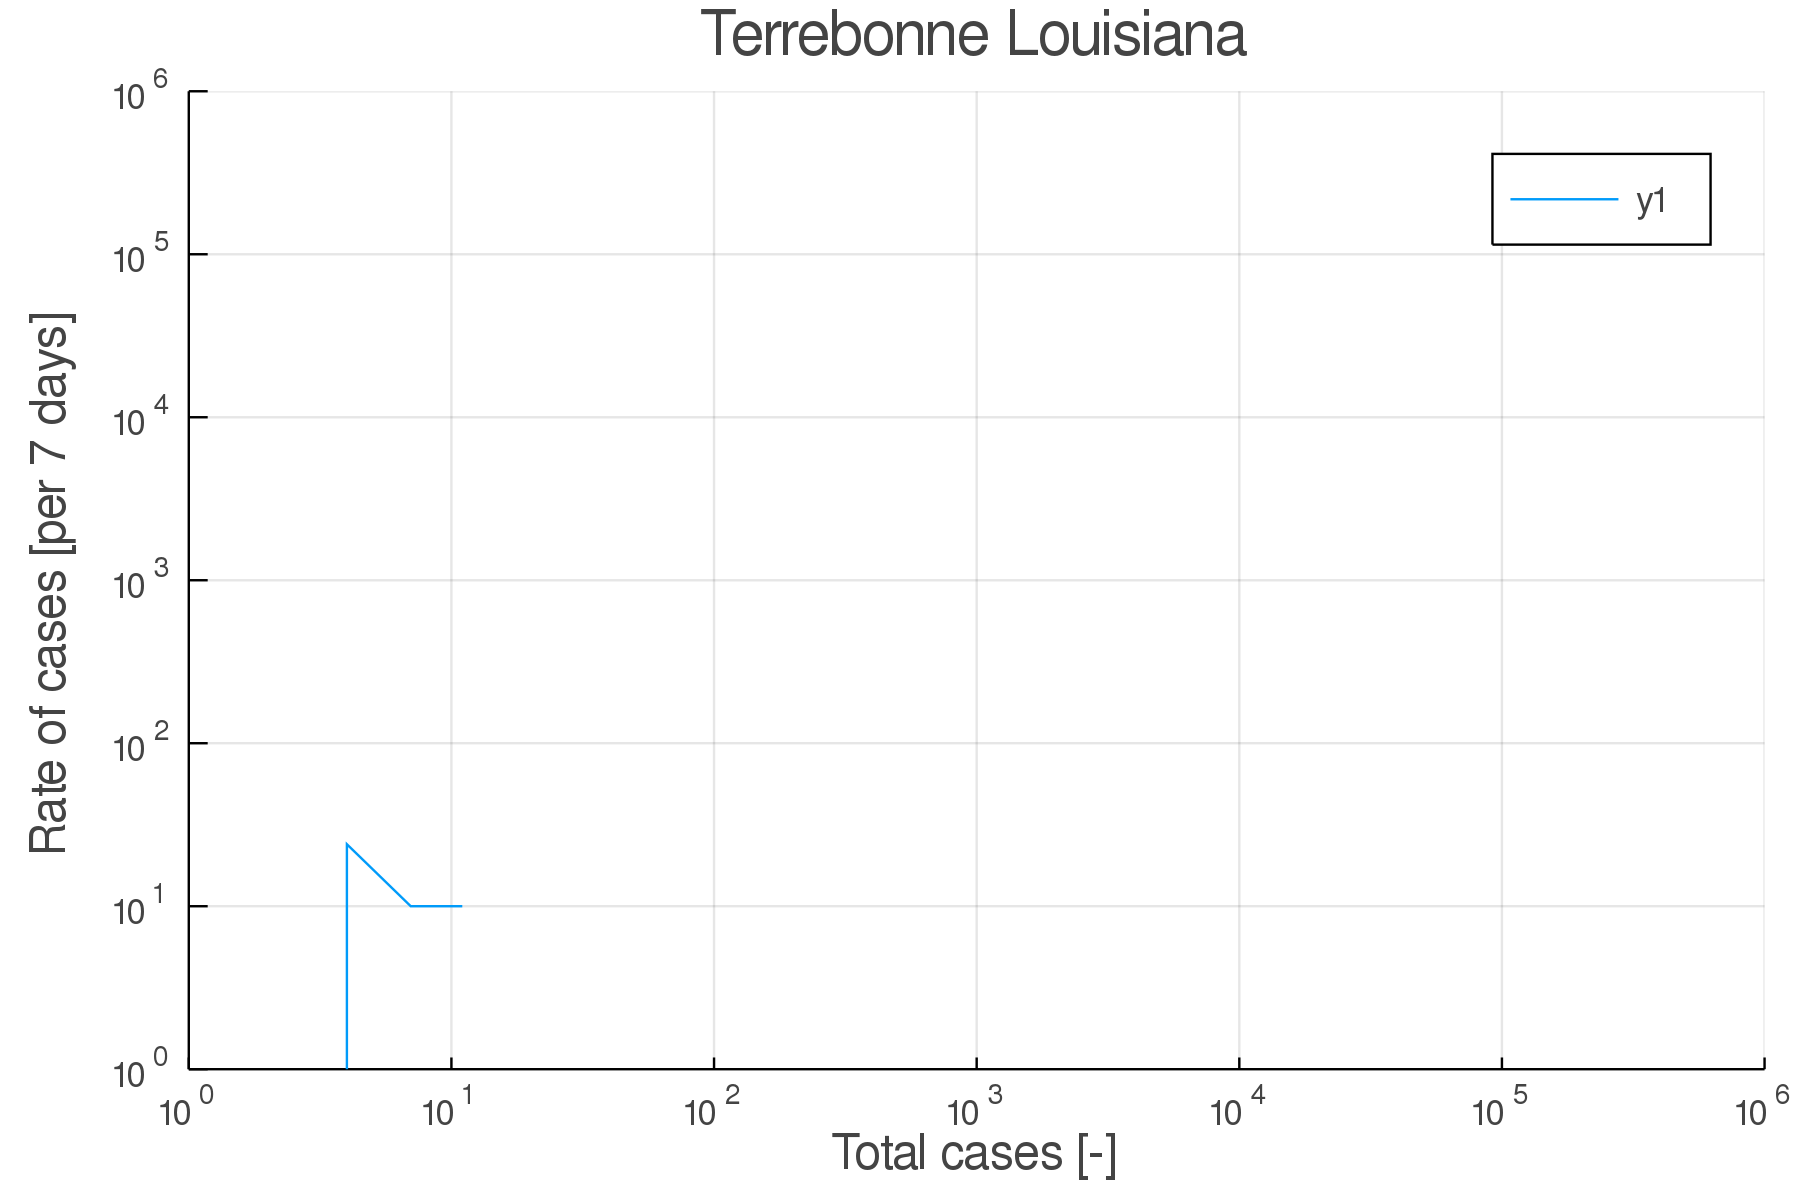 Terrebonne Louisiana
10^6
10^5
10^4
10^3
10^2
10^1
10^0
Rate of cases [per 7 days]
y1
10^0 10^1 10^2 10^3 10^4 10^5 10^6
Total cases [-]